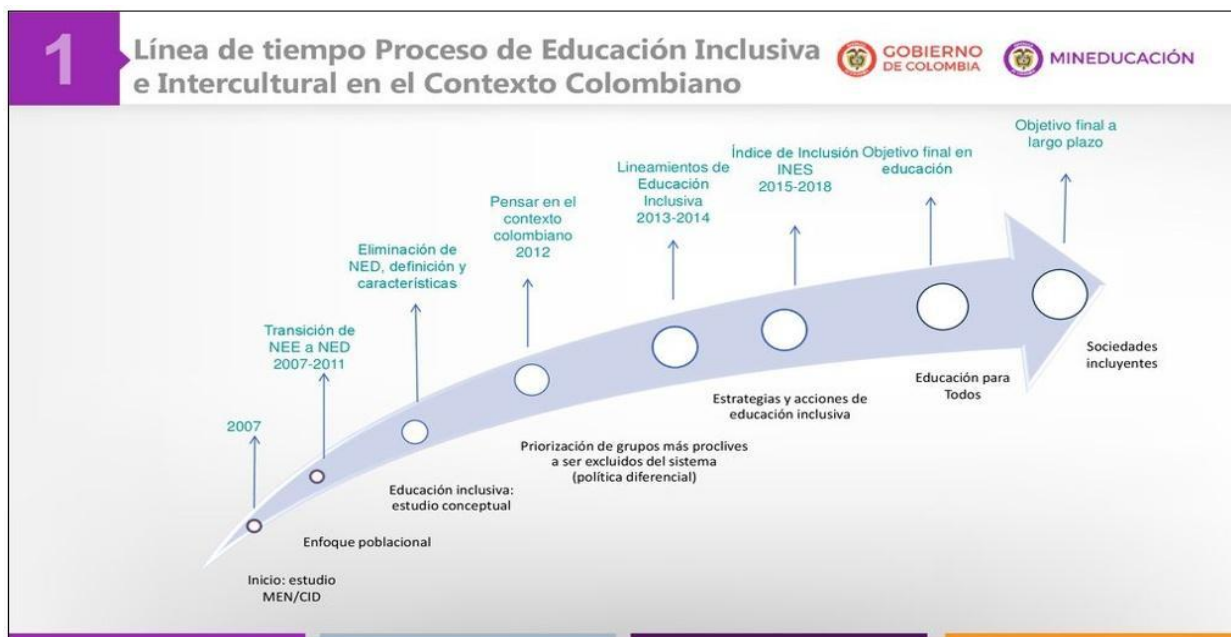 1
Línea de tiempo Proceso de Educación Inclusiva
e Intercultural en el Contexto Colombiano
GOBIERNO
DE COLOMBIA
MINEDUCACIÓN
2007
Transición de
NEE a NED
2007-2011
Eliminación de
NED, definición y
características
Pensar en el
contexto
colombiano
2012
Lineamientos de
Educación
Inclusiva
2013-2014
Índice de Inclusión
INES
2015-2018
Objetivo final en
educación
Objetivo final a
largo plazo
Inicio: estudio
MEN/CID
Enfoque poblacional
Educación inclusiva:
estudio conceptual
Priorización de grupos más proclives
a ser excluidos del sistema
(política diferencial)
Estrategias y acciones de
educación inclusiva
Educación para
Todos
Sociedades
incluyentes